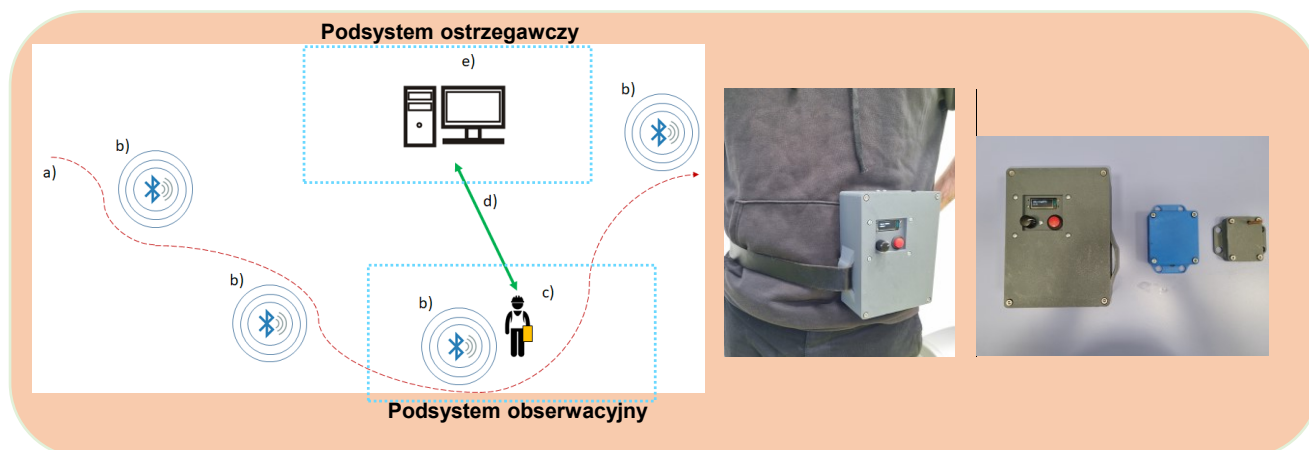 Podsystem ostrzegawczy
e)
b)
b)
a)
d)
b)
b)
c)
Podsystem obserwacyjny